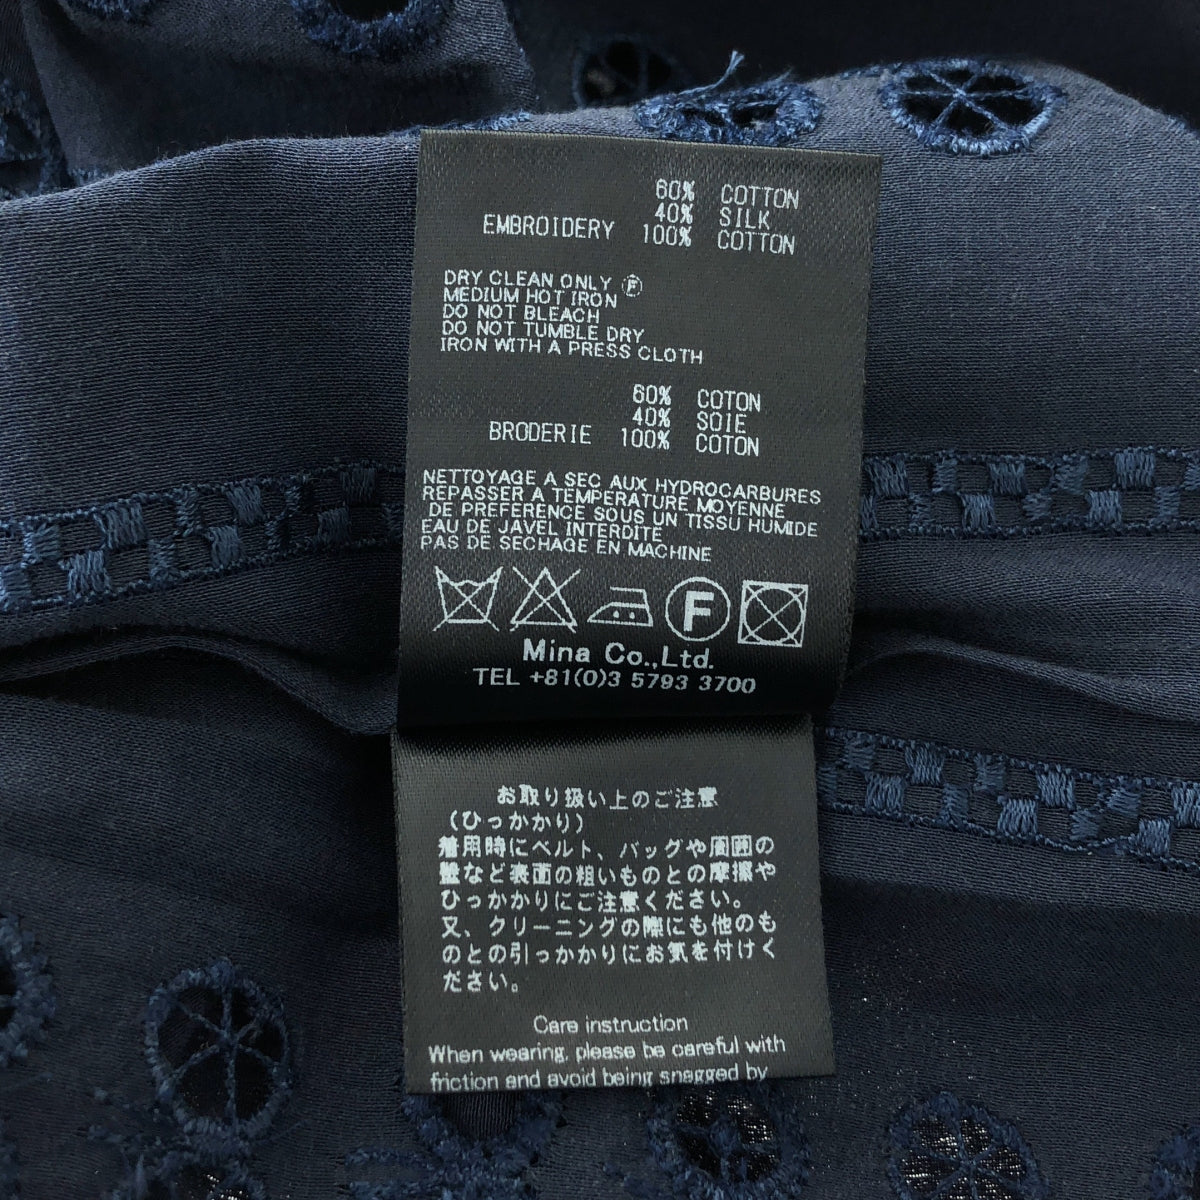 60% COTTON
40% SILK
EMBROIDERY 100% COTTON
DRY CLEAN ONLY Ⓕ
MEDIUM HOT IRON
DO NOT BLEACH
DO NOT TUMBLE DRY
IRON WITH A PRESS CLOTH
60% COTON
40% SOIE
BRODERIE 100% COTON
NETTOYAGE A SEC AUX HYDROCARBURES
REPASSER A TEMPERATURE MOYENNE
DE PREFERENCE SOUS UN TISSU HUMIDE
EAU DE JAVEL INTERDITE
PAS DE SECHAGE EN MACHINE
F
Mina Co.,Ltd.
TEL +81(0)3 5793 3700
お取り扱い上のご注意
(ひっかかり)
着用時にベルト、バッグや周囲の
盤など表面の粗いものとの摩擦や
ひっかかりにご注意ください。
又、クリーニングの際にも他のも
のとの引っかかりにお気を付けく
ださい。
Care instruction
When wearing, please be careful with
friction and avoid being snagged by